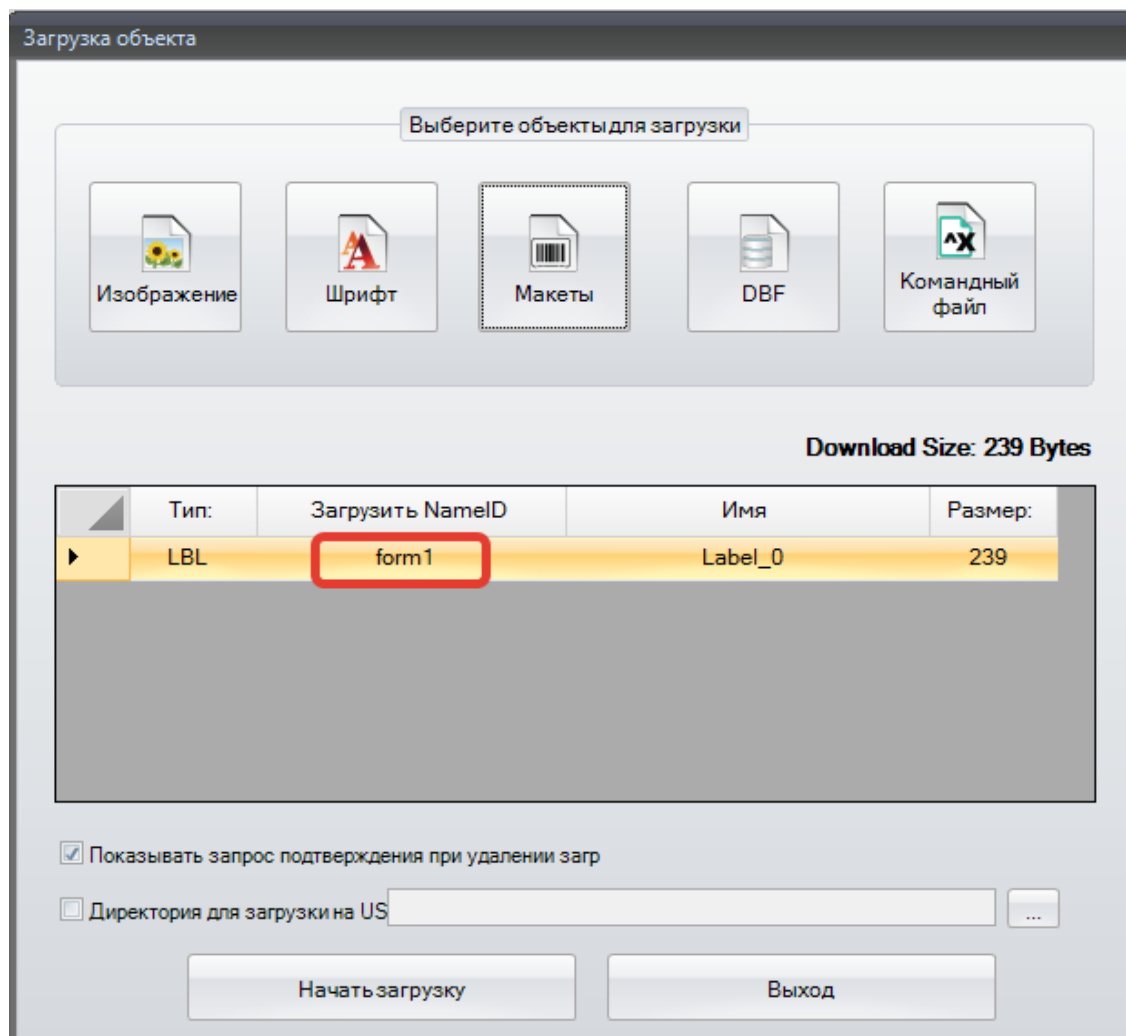 Загрузка объекта
Выберите объекты для загрузки
Изображение
Шрифт
Макеты
DBF
^X
Командный
файл
Download Size: 239 Bytes
Тип: Загрузить NameID Имя Размер:
LBL form1 Label_0 239
Показывать запрос подтверждения при удалении загр
Директория для загрузки на US
...
Начать загрузку Выход